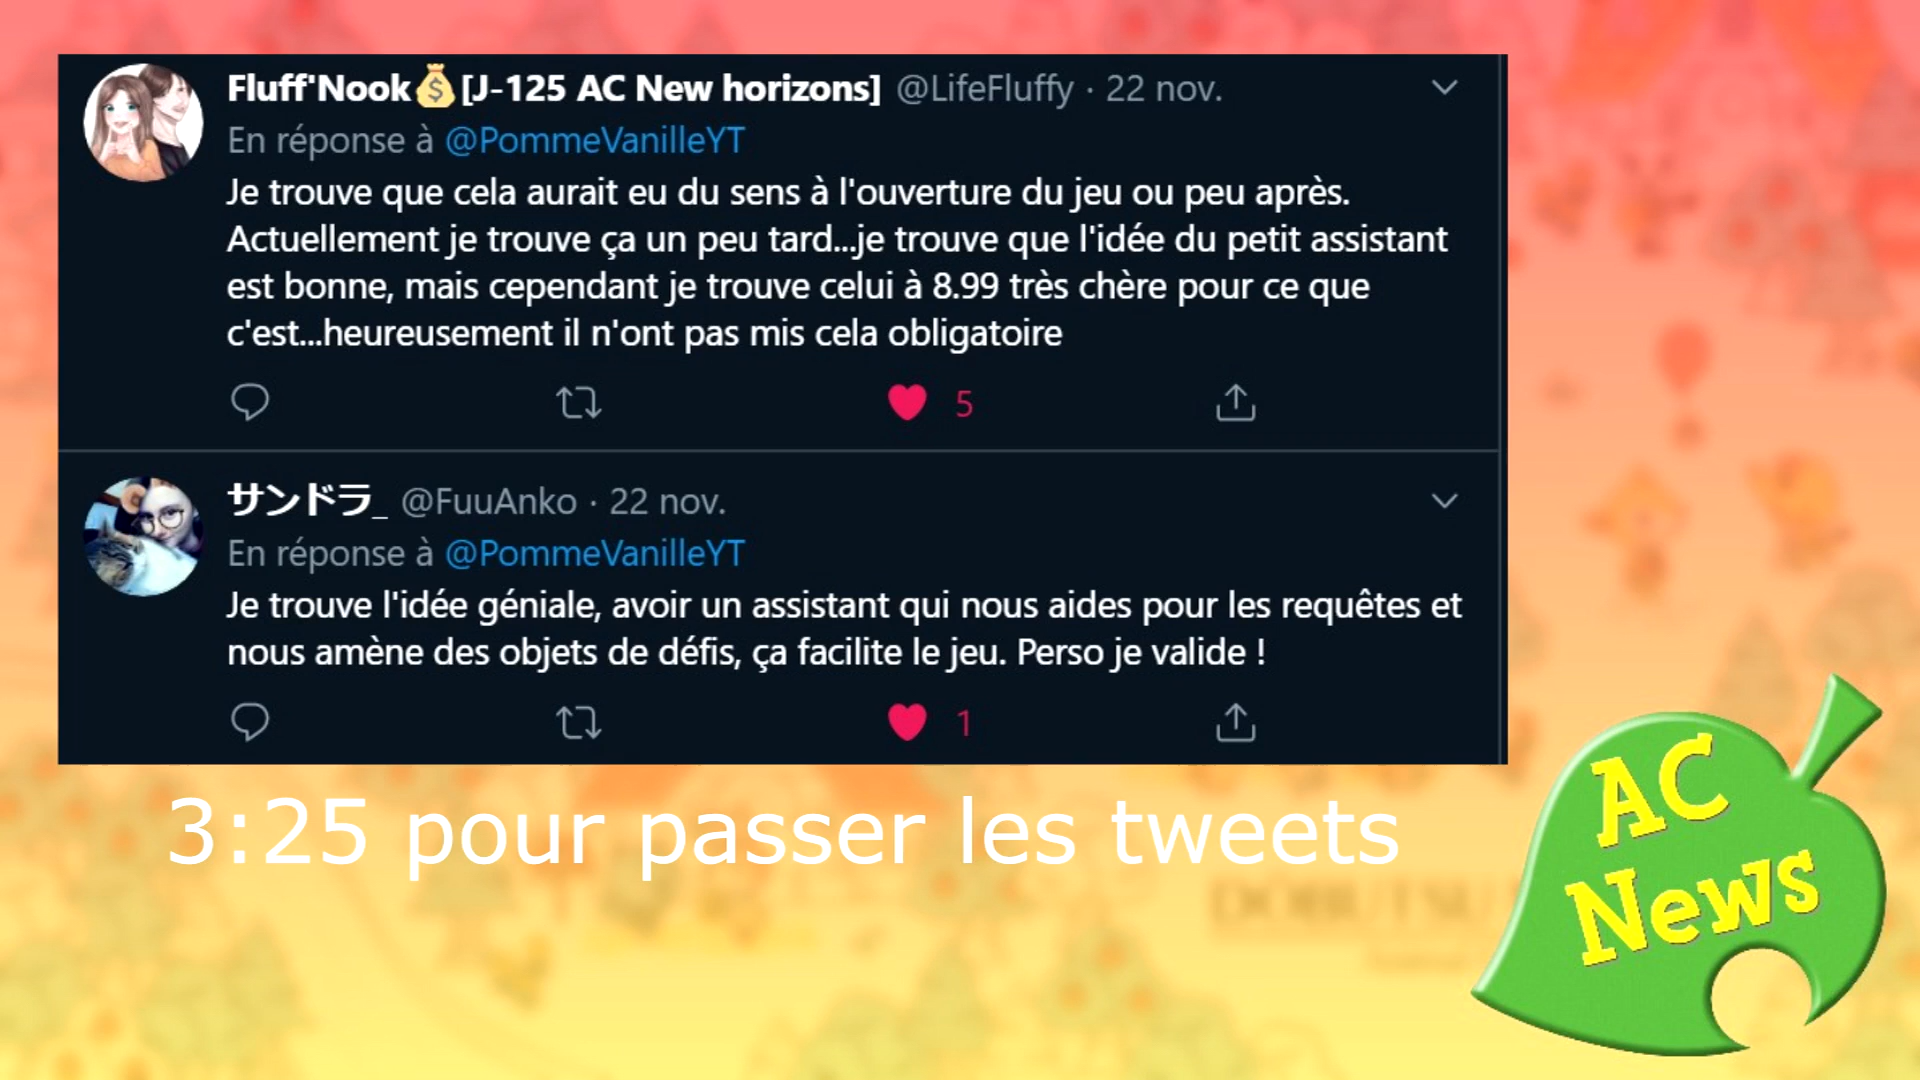 Fluff'Nook💰[J-125 AC New horizons] @LifeFluffy · 22 nov.
En réponse à @PommeVanilleYT
Je trouve que cela aurait eu du sens à l'ouverture du jeu ou peu après.
Actuellement je trouve ça un peu tard...je trouve que l'idée du petit assistant
est bonne, mais cependant je trouve celui à 8.99 très chère pour ce que
c'est...heureusement il n'ont pas mis cela obligatoire
5
サンドラ_ @FuuAnko · 22 nov.
En réponse à @PommeVanilleYT
Je trouve l'idée géniale, avoir un assistant qui nous aides pour les requêtes et
nous amène des objets de défis, ça facilite le jeu. Perso je valide !
1
3:25 pour passer les tweets
AC
News